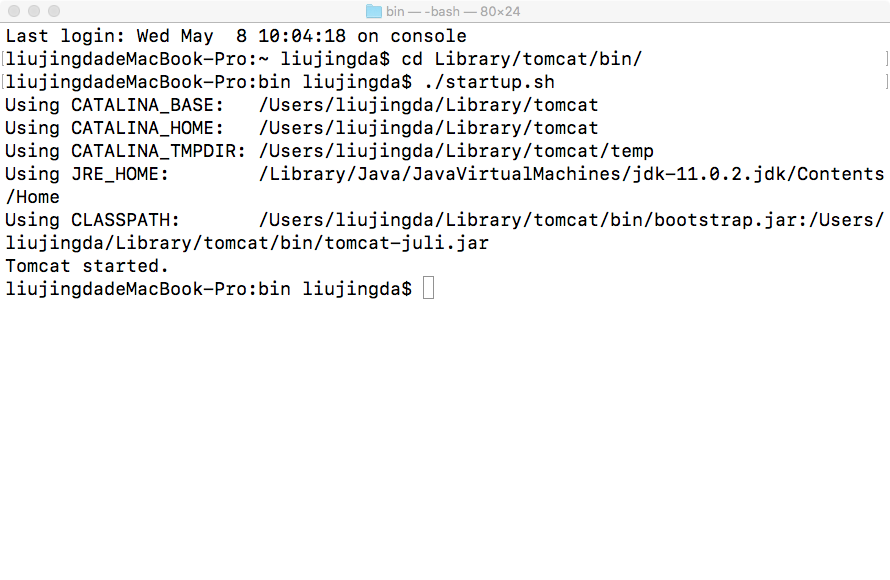 bin — -bash — 80×24
Last login: Wed May  8 10:04:18 on console
[liujingdadeMacBook-Pro:~ liujingda$ cd Library/tomcat/bin/ ]
[liujingdadeMacBook-Pro:bin liujingda$ ./startup.sh ]
Using CATALINA_BASE:   /Users/liujingda/Library/tomcat
Using CATALINA_HOME:   /Users/liujingda/Library/tomcat
Using CATALINA_TMPDIR: /Users/liujingda/Library/tomcat/temp
Using JRE_HOME:        /Library/Java/JavaVirtualMachines/jdk-11.0.2.jdk/Contents
/Home
Using CLASSPATH:       /Users/liujingda/Library/tomcat/bin/bootstrap.jar:/Users/
liujingda/Library/tomcat/bin/tomcat-juli.jar
Tomcat started.
liujingdadeMacBook-Pro:bin liujingda$